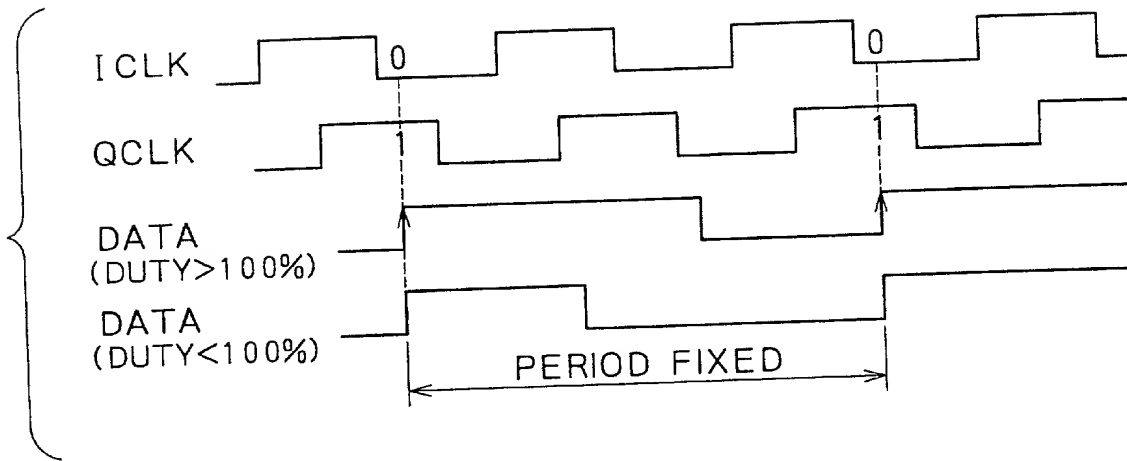 ICLK
0
0
QCLK
1
1
DATA
(DUTY>100%)
DATA
(DUTY<100%)
PERIOD FIXED